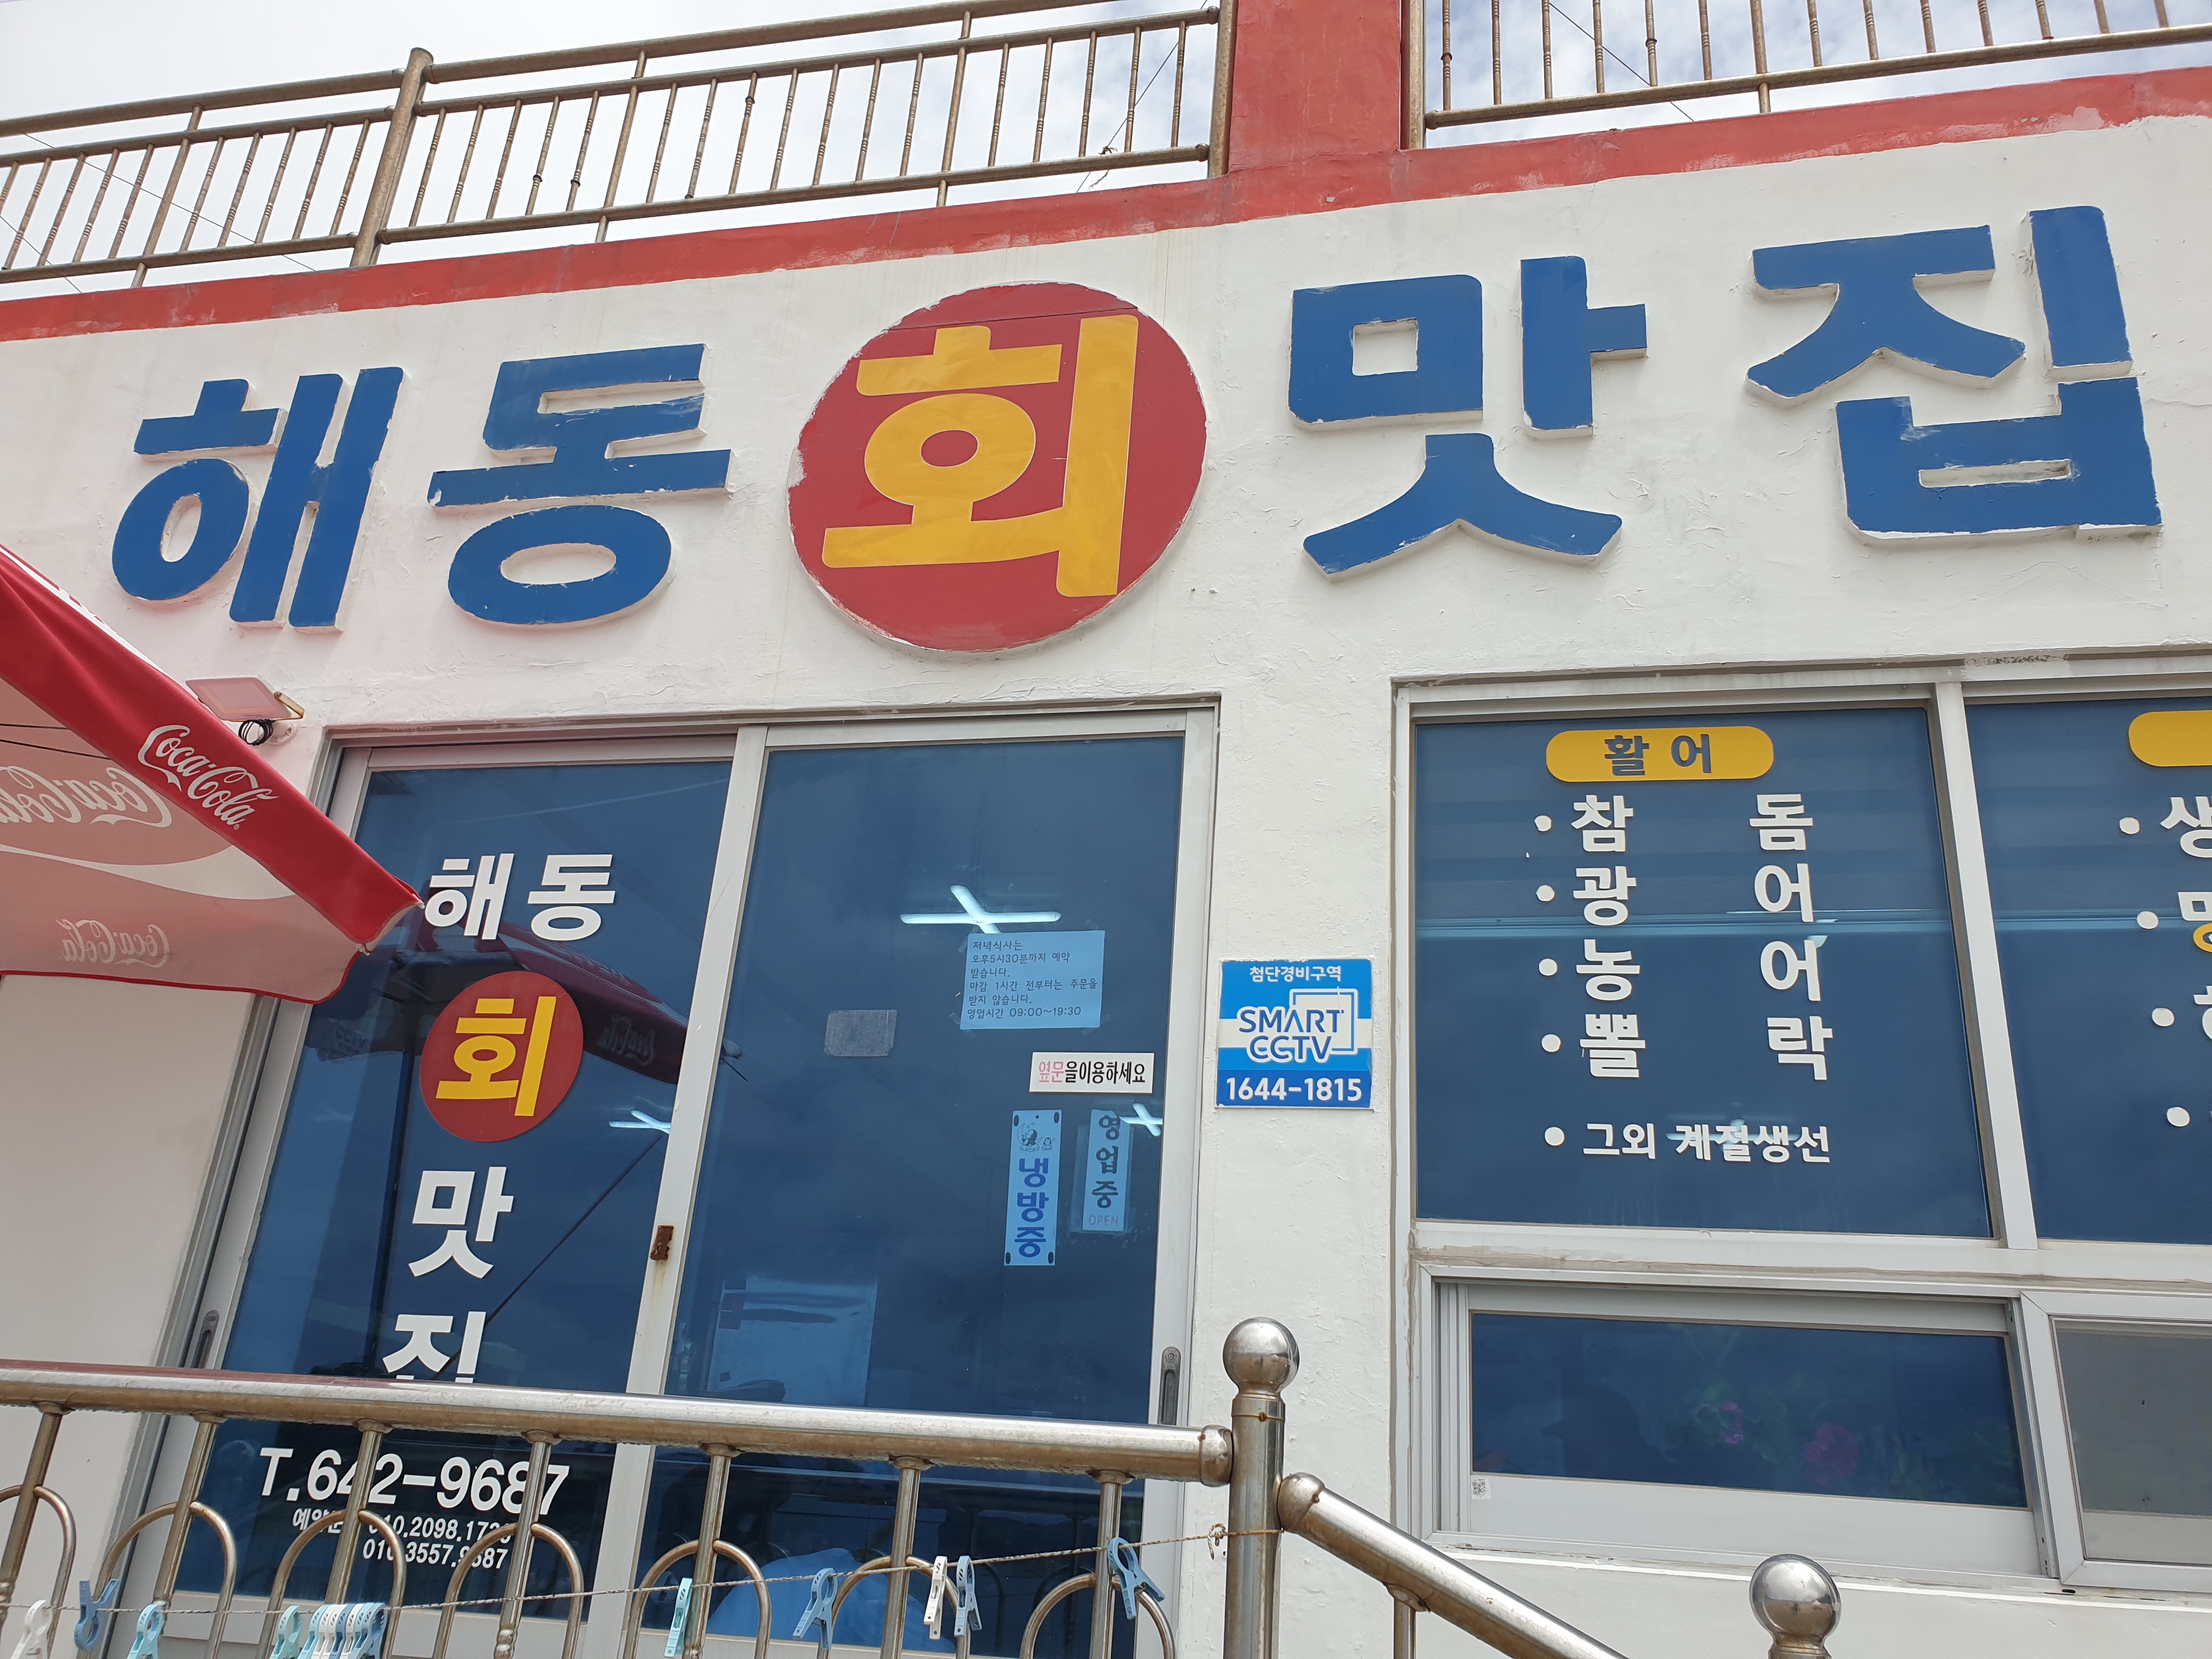 해동회맛집
Coca-Cola
해동
회
맛
집
T.642-9687
저녁식사는
오후5시30분까지 예약
받습니다.
마감 1시간 전부터는 주문을
받지 않습니다.
영업시간 09:00~19:30
옆문을이용하세요
냉방중
영업중
OPEN
첨단경비구역
SMART
CCTV
1644-1815
활어
• 참돔
• 광어
• 농어
• 뽈락
• 그외 계절생선